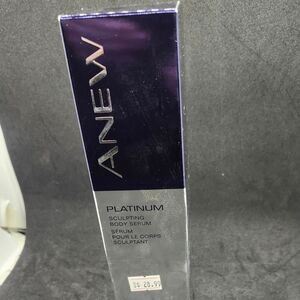 ANEW
PLATINUM
SCULPTING
BODY SERUM
SÉRUM
POUR LE CORPS
SCULPTANT